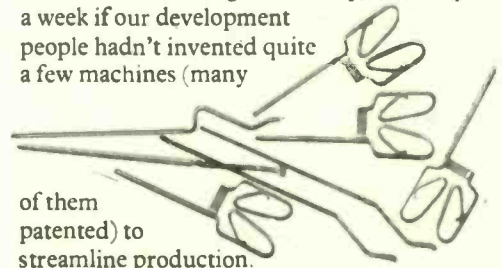 a week if our development
people hadn't invented quite
a few machines (many
of them
patented) to
streamline production.